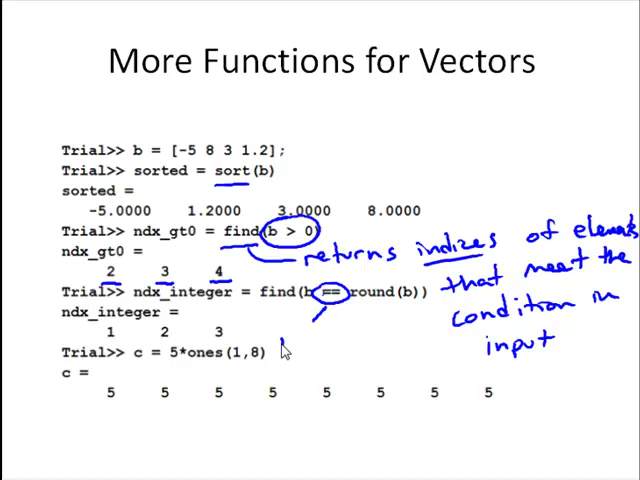 More Functions for Vectors
Trial>> b = [-5 8 3 1.2];
Trial>> sorted = sort(b)
sorted =
-5.0000 1.2000 3.0000 8.0000
Trial>> ndx_gt0 = find(b > 0)
returns indizes of elements
ndx_gt0 =
that meet the
2 3 4
Trial>> ndx_integer = find(b == round(b))
condition in
ndx_integer =
input
1 2 3
Trial>> c = 5*ones(1,8)
c =
5 5 5 5 5 5 5 5